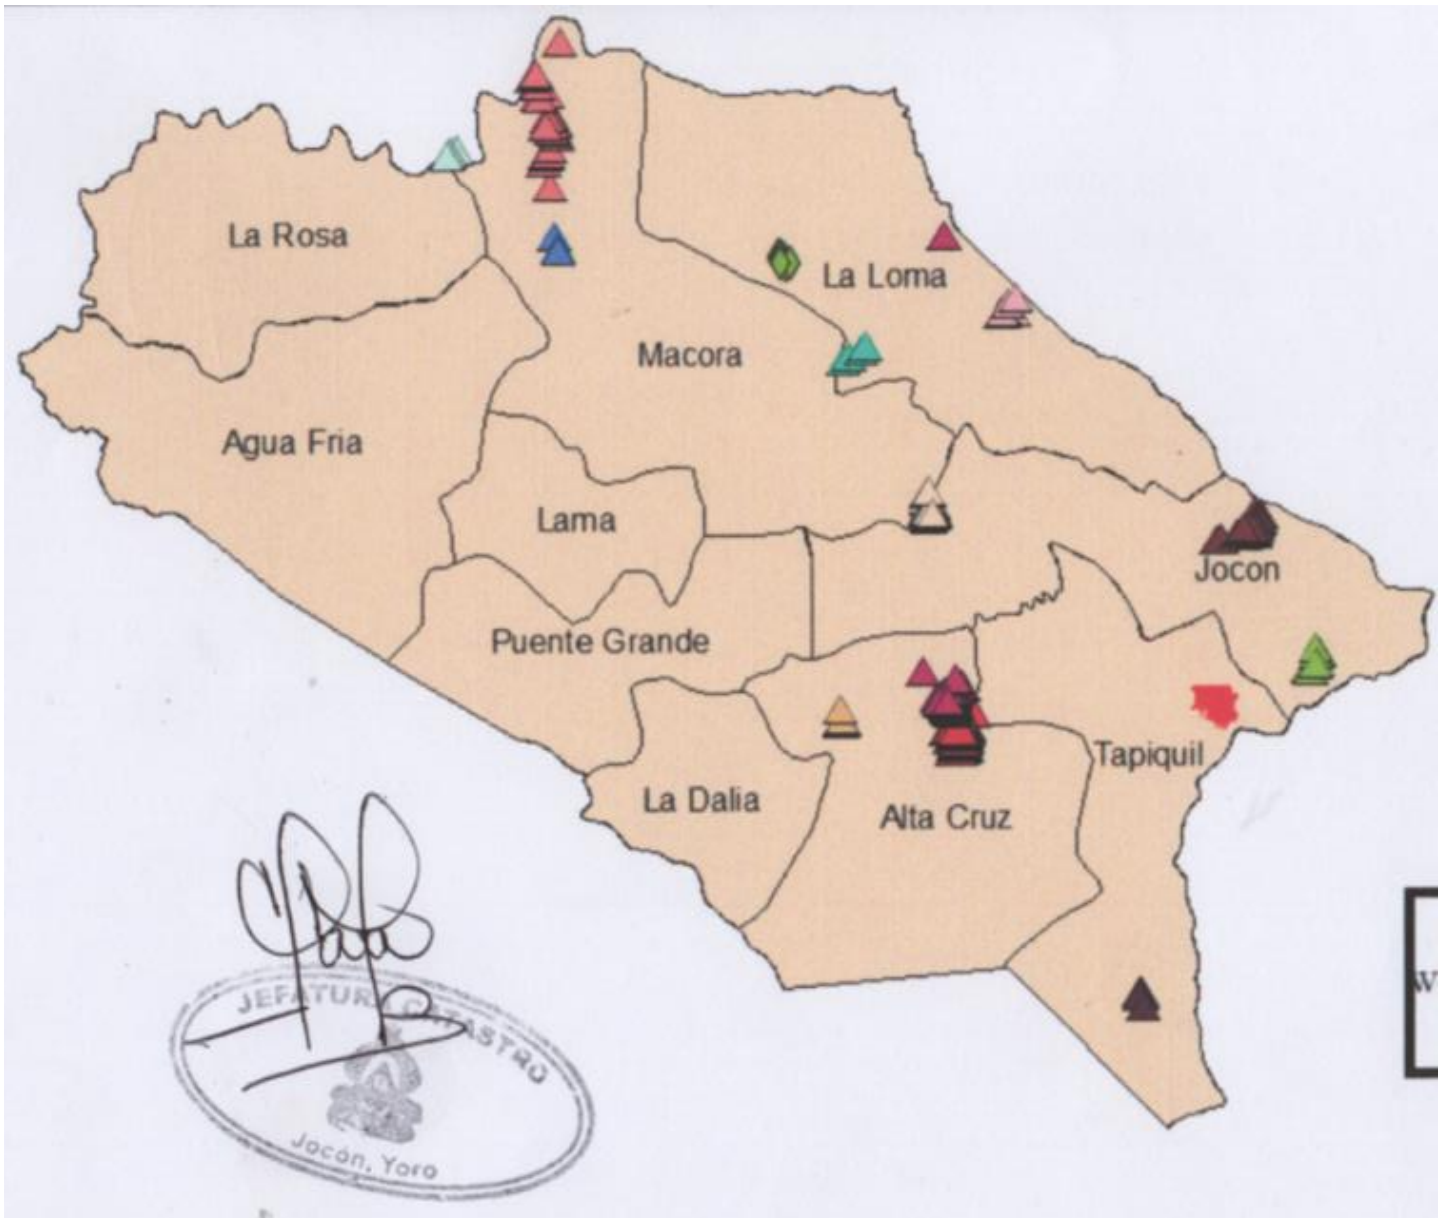 La Rosa
La Loma
Macora
Agua Fria
Lama
Jocon
Puente Grande
Tapiquil
La Dalia
Alta Cruz
W
JEFATURA CATASTRO
Jocón, Yoro